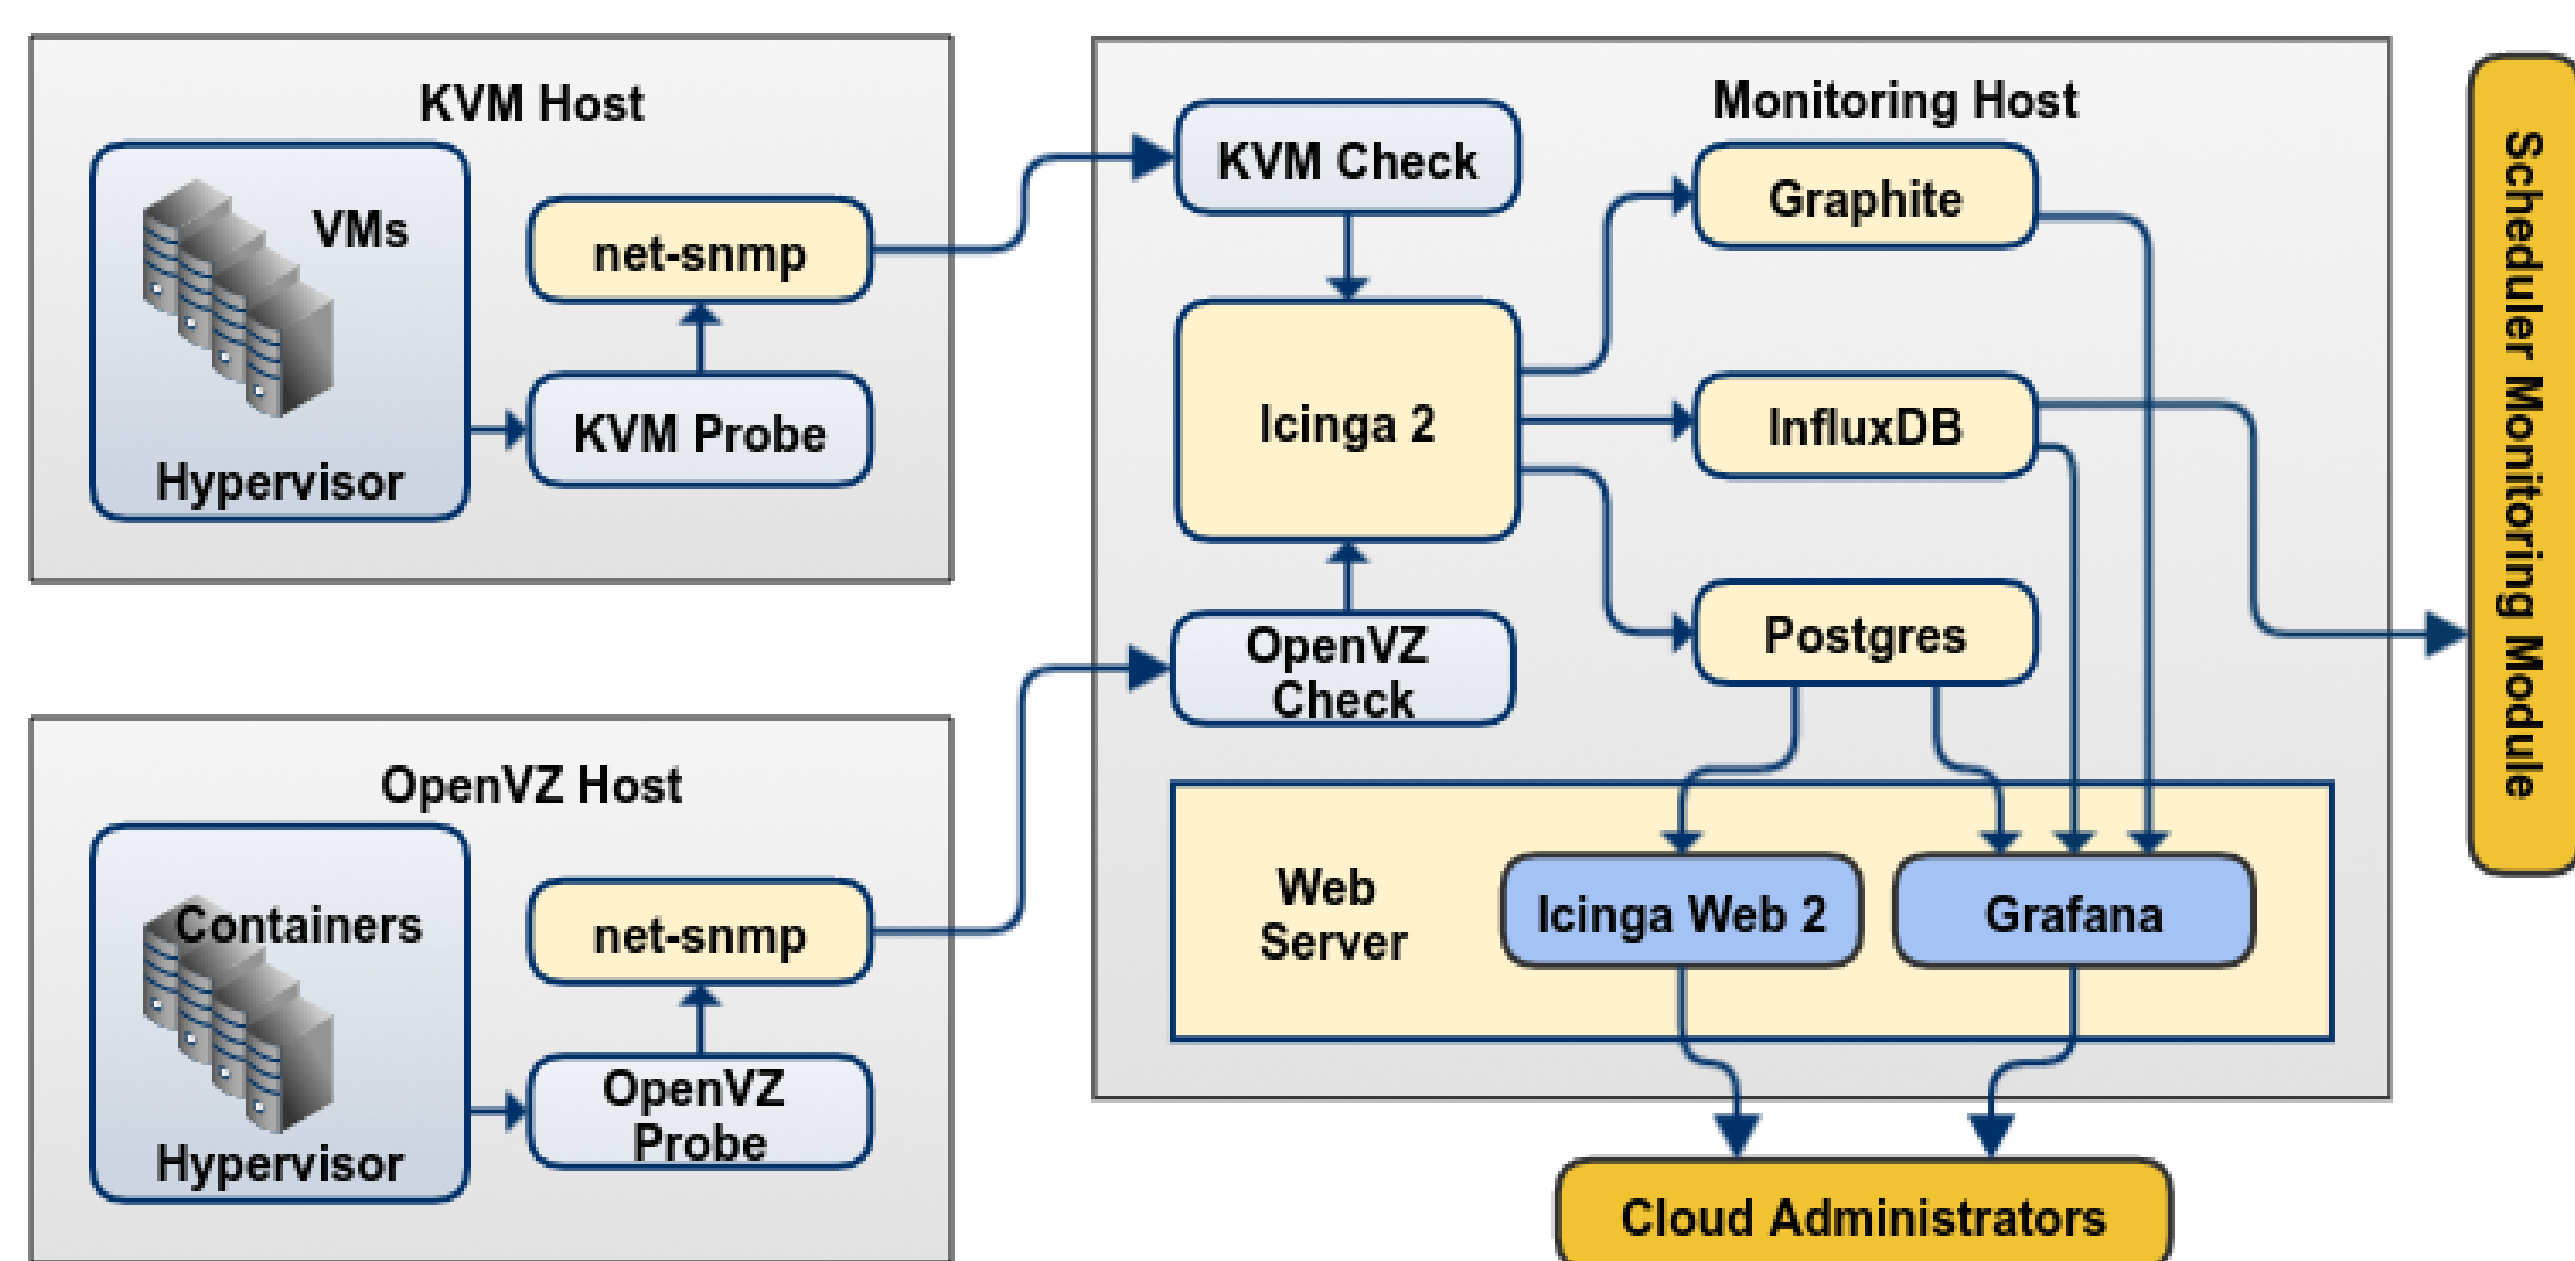 KVM Host
VMs
Hypervisor
net-snmp
KVM Probe
OpenVZ Host
Containers
Hypervisor
net-snmp
OpenVZ
Probe
Monitoring Host
KVM Check
Icinga 2
OpenVZ
Check
Graphite
InfluxDB
Postgres
Web
Server
Icinga Web 2
Grafana
Cloud Administrators
Scheduler Monitoring Module